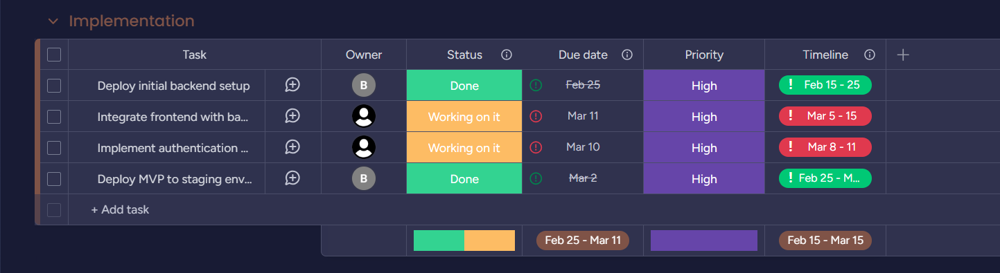 Implementation
Task Owner Status Due date Priority Timeline
Deploy initial backend setup B Done Feb 25 High ! Feb 15 - 25
Integrate frontend with ba... Working on it Mar 11 High ! Mar 5 - 15
Implement authentication ... Working on it Mar 10 High ! Mar 8 - 11
Deploy MVP to staging env... B Done Mar 2 High ! Feb 25 - M...
+ Add task
Feb 25 - Mar 11 Feb 15 - Mar 15